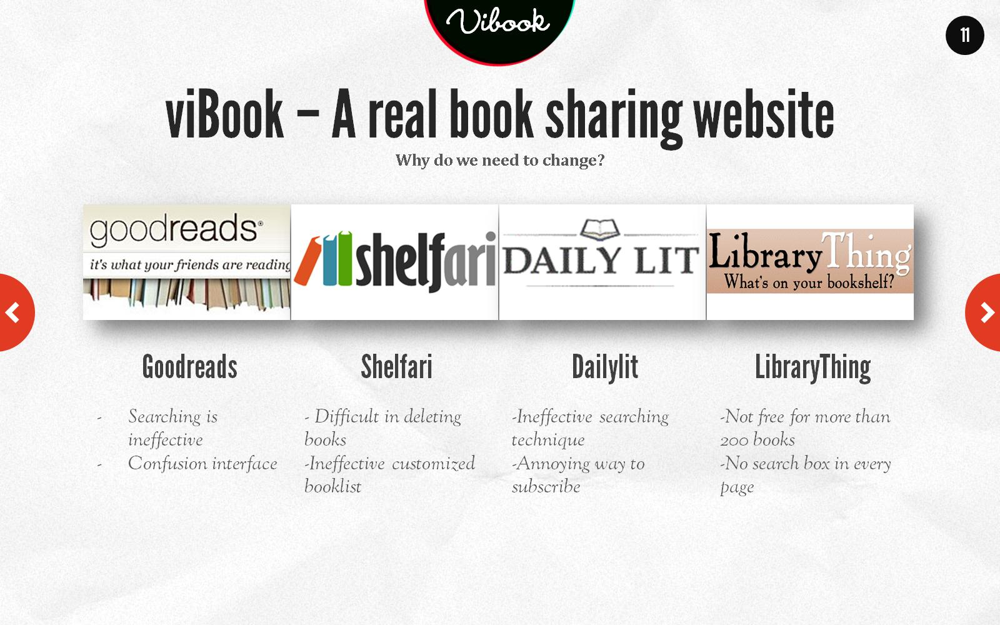 Vibook
11
viBook – A real book sharing website
Why do we need to change?
goodreads®
it's what your friends are reading
shelfari
DAILY LIT
LibraryThing
What's on your bookshelf?
Goodreads
- Searching is
ineffective
- Confusion interface
Shelfari
- Difficult in deleting
books
-Ineffective customized
booklist
Dailylit
-Ineffective searching
technique
-Annoying way to
subscribe
LibraryThing
-Not free for more than
200 books
-No search box in every
page